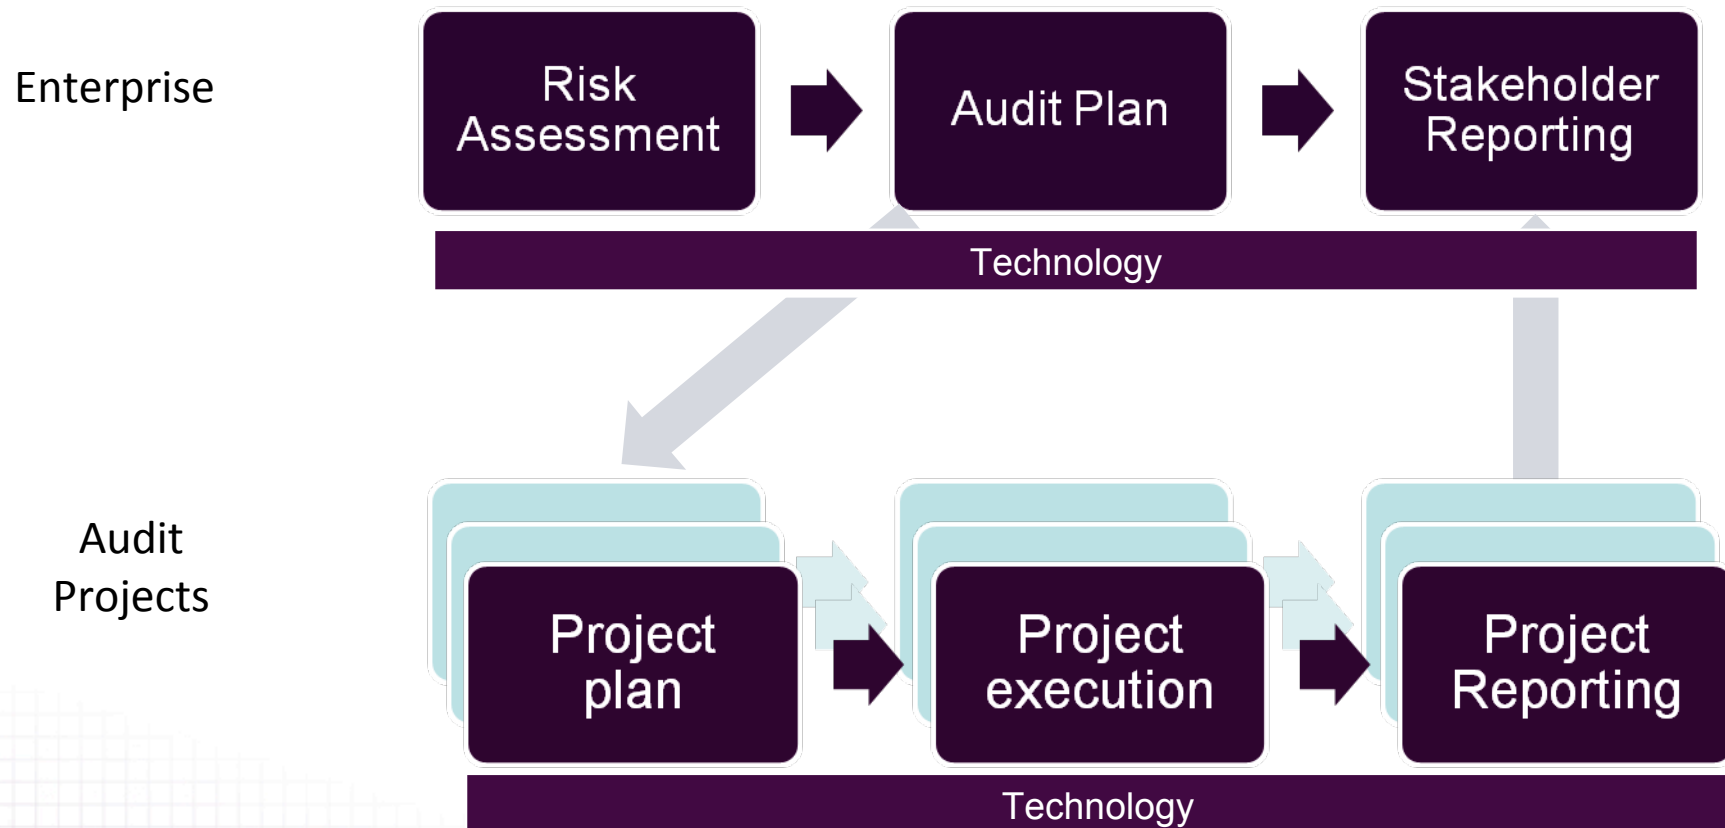 Enterprise
Risk
Assessment
Audit Plan
Stakeholder
Reporting
Technology
Audit
Projects
Project
plan
Project
execution
Project
Reporting
Technology